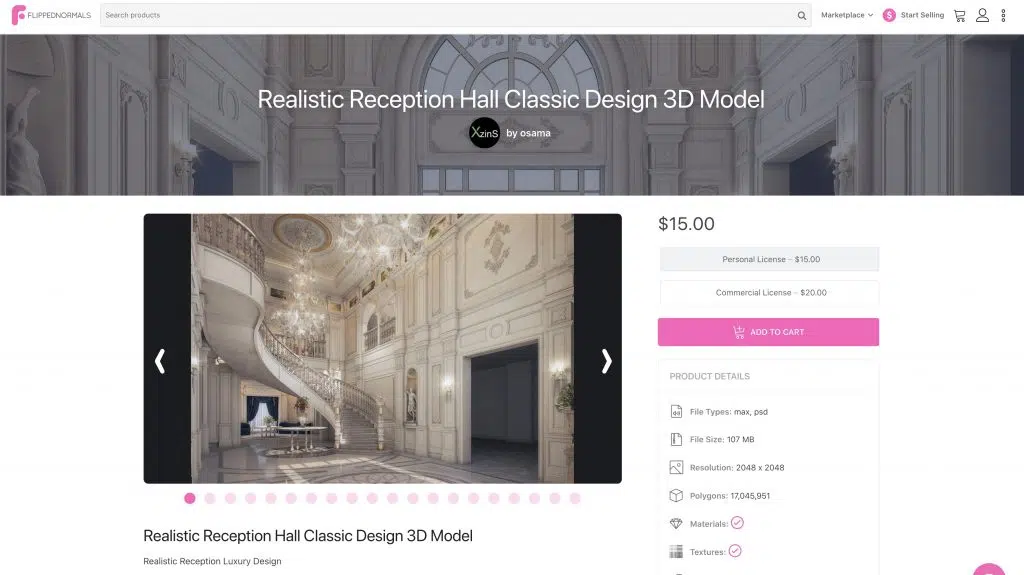 FLIPPEDNORMALS
Search products
Marketplace
$ Start Selling
Realistic Reception Hall Classic Design 3D Model
XzinS by osama
$15.00
Personal License – $15.00
Commercial License – $20.00
ADD TO CART
PRODUCT DETAILS
File Types: max, psd
File Size: 107 MB
Resolution: 2048 x 2048
Polygons: 17,045,951
Materials:
Textures:
Realistic Reception Hall Classic Design 3D Model
Realistic Reception Luxury Design